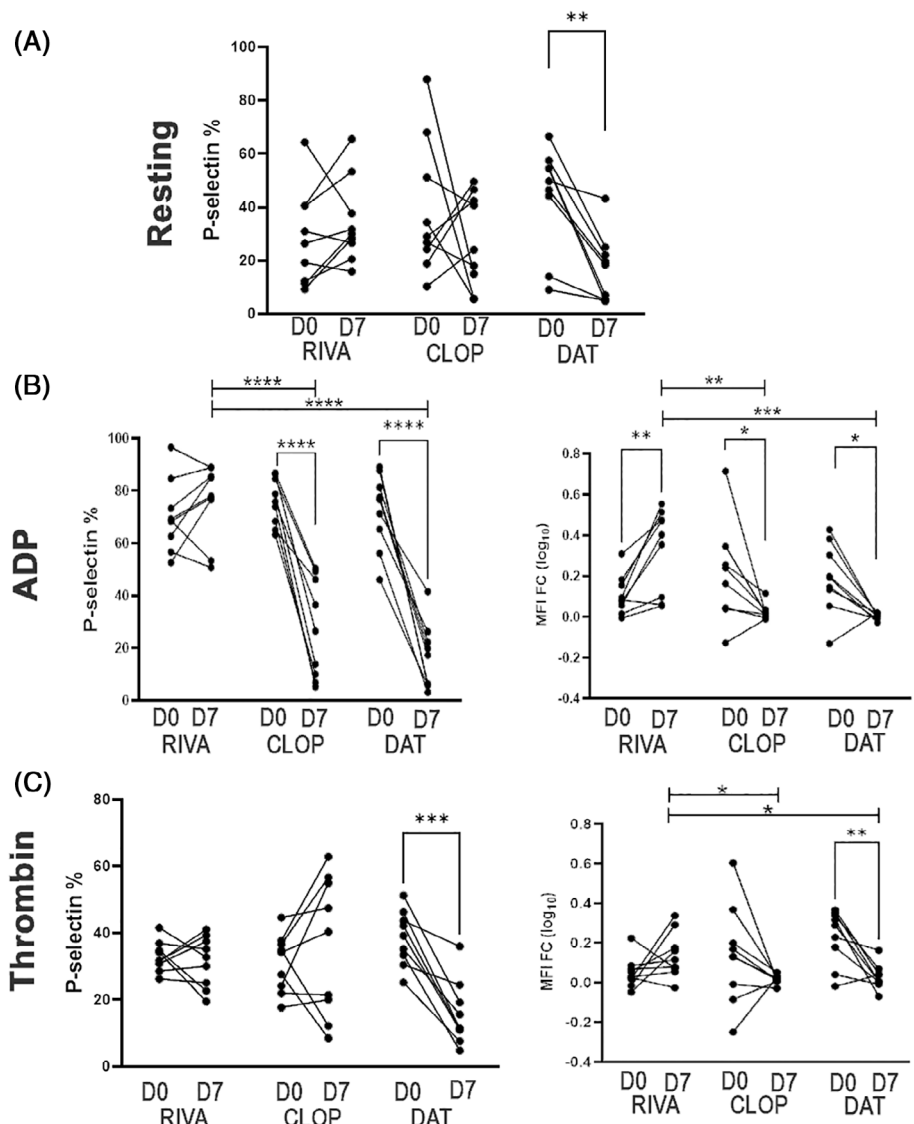 (A)
Resting
P-selectin %
100
80
60
40
20
0
**
D0 D7 D0 D7 D0 D7
RIVA CLOP DAT
(B)
ADP
P-selectin %
100
80
60
40
20
0
****
****
****
****
D0 D7 D0 D7 D0 D7
RIVA CLOP DAT
MFI FC (log10)
0.8
0.6
0.4
0.2
0.0
-0.2
-0.4
**
***
**
*
*
D0 D7 D0 D7 D0 D7
RIVA CLOP DAT
(C)
Thrombin
P-selectin %
80
60
40
20
0
***
D0 D7 D0 D7 D0 D7
RIVA CLOP DAT
MFI FC (log10)
0.8
0.6
0.4
0.2
0.0
-0.2
-0.4
*
*
**
D0 D7 D0 D7 D0 D7
RIVA CLOP DAT